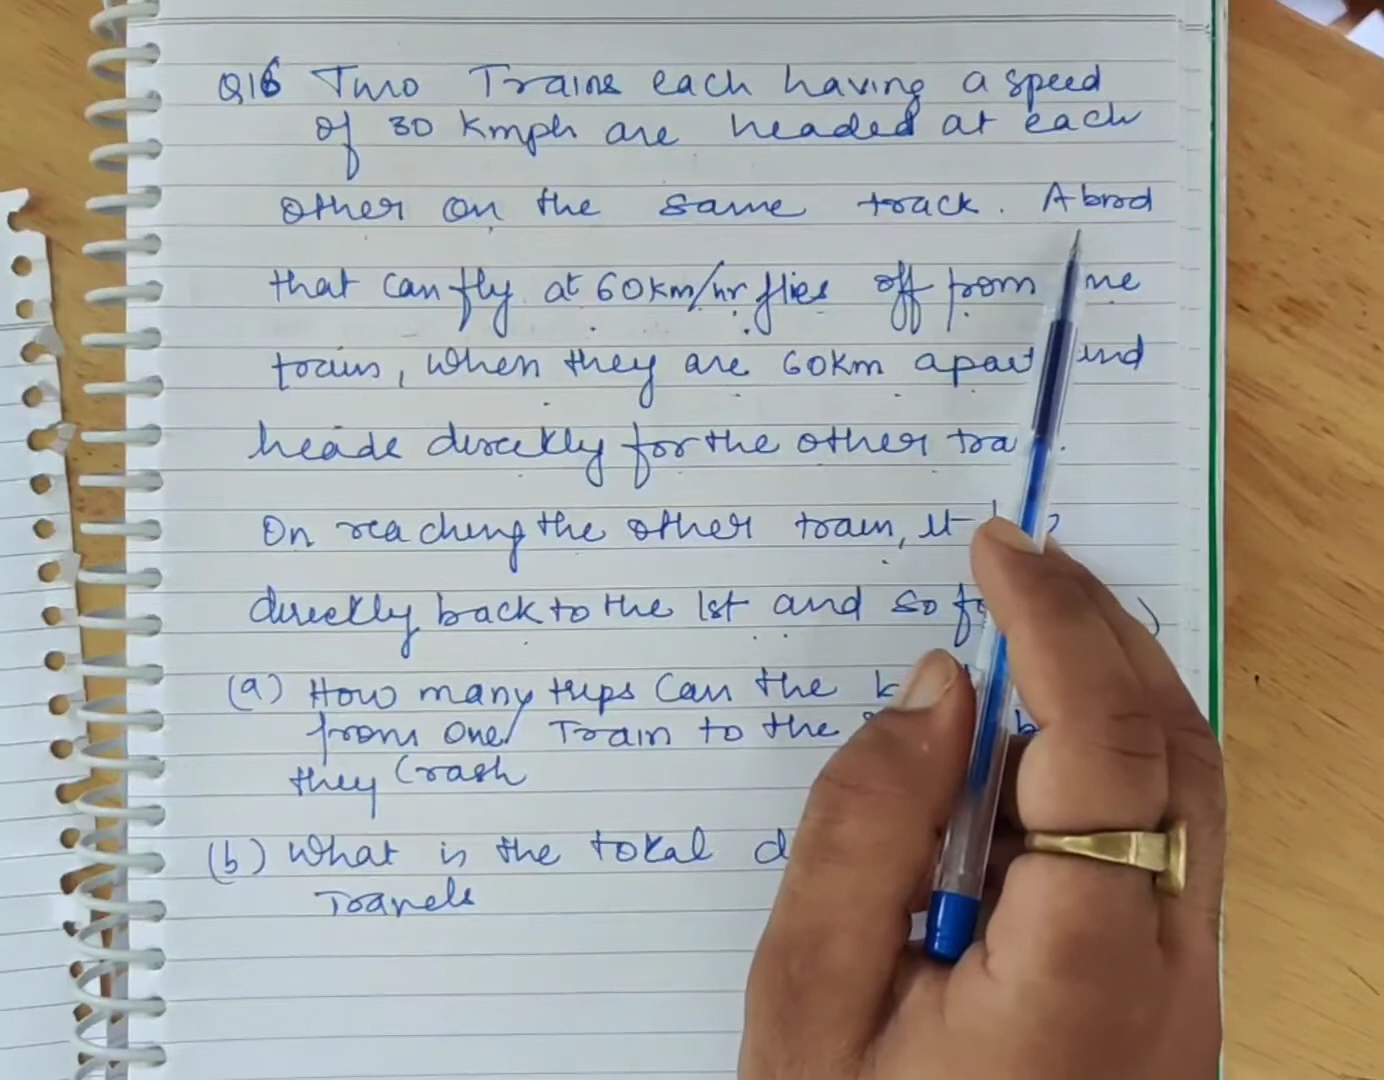 Q16 Two Trains each having a speed
of 30 kmph are headed at each
other on the same track. A bird
that can fly at 60km/hr flies off from
train, when they are 60km apart
heads directly for the other
On reaching the other train, it
directly back to the 1st and so
(a) How many trips can the
from one Train to the
they Crash
(b) What is the total
Travels